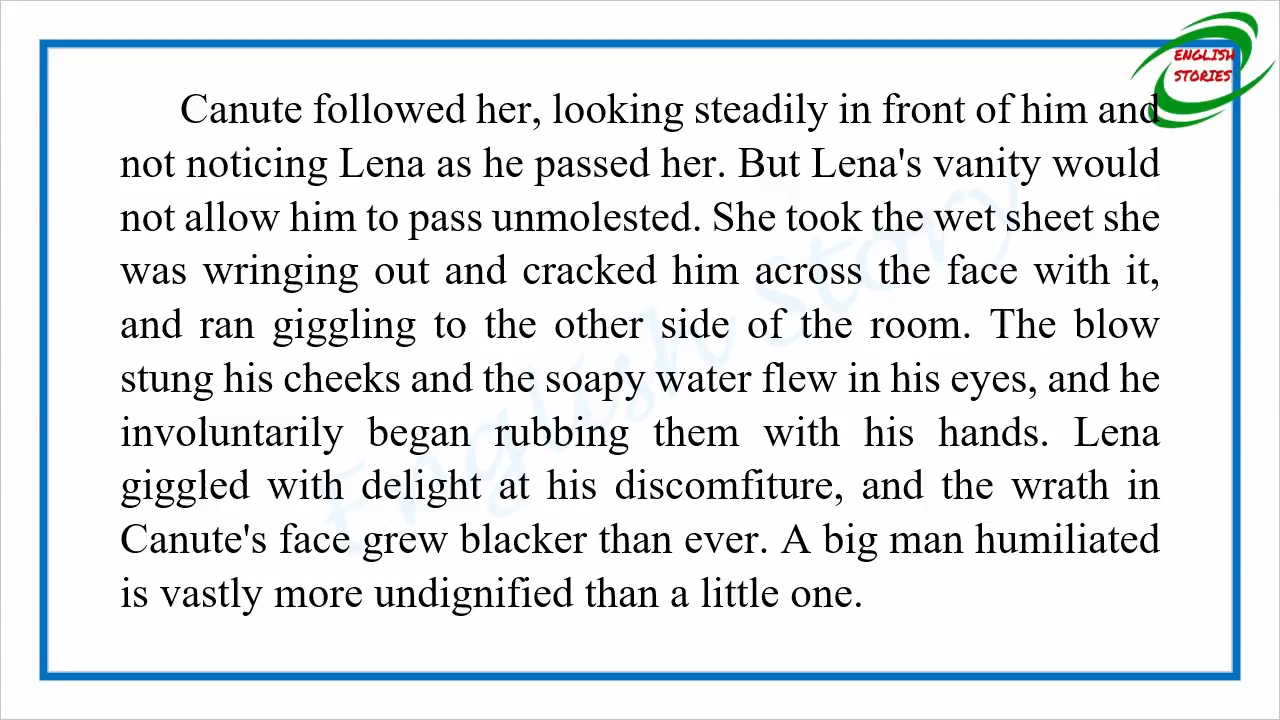 ENGLISH
STORIES
Canute followed her, looking steadily in front of him and
not noticing Lena as he passed her. But Lena's vanity would
not allow him to pass unmolested. She took the wet sheet she
was wringing out and cracked him across the face with it,
and ran giggling to the other side of the room. The blow
stung his cheeks and the soapy water flew in his eyes, and he
involuntarily began rubbing them with his hands. Lena
giggled with delight at his discomfiture, and the wrath in
Canute's face grew blacker than ever. A big man humiliated
is vastly more undignified than a little one.
English Story